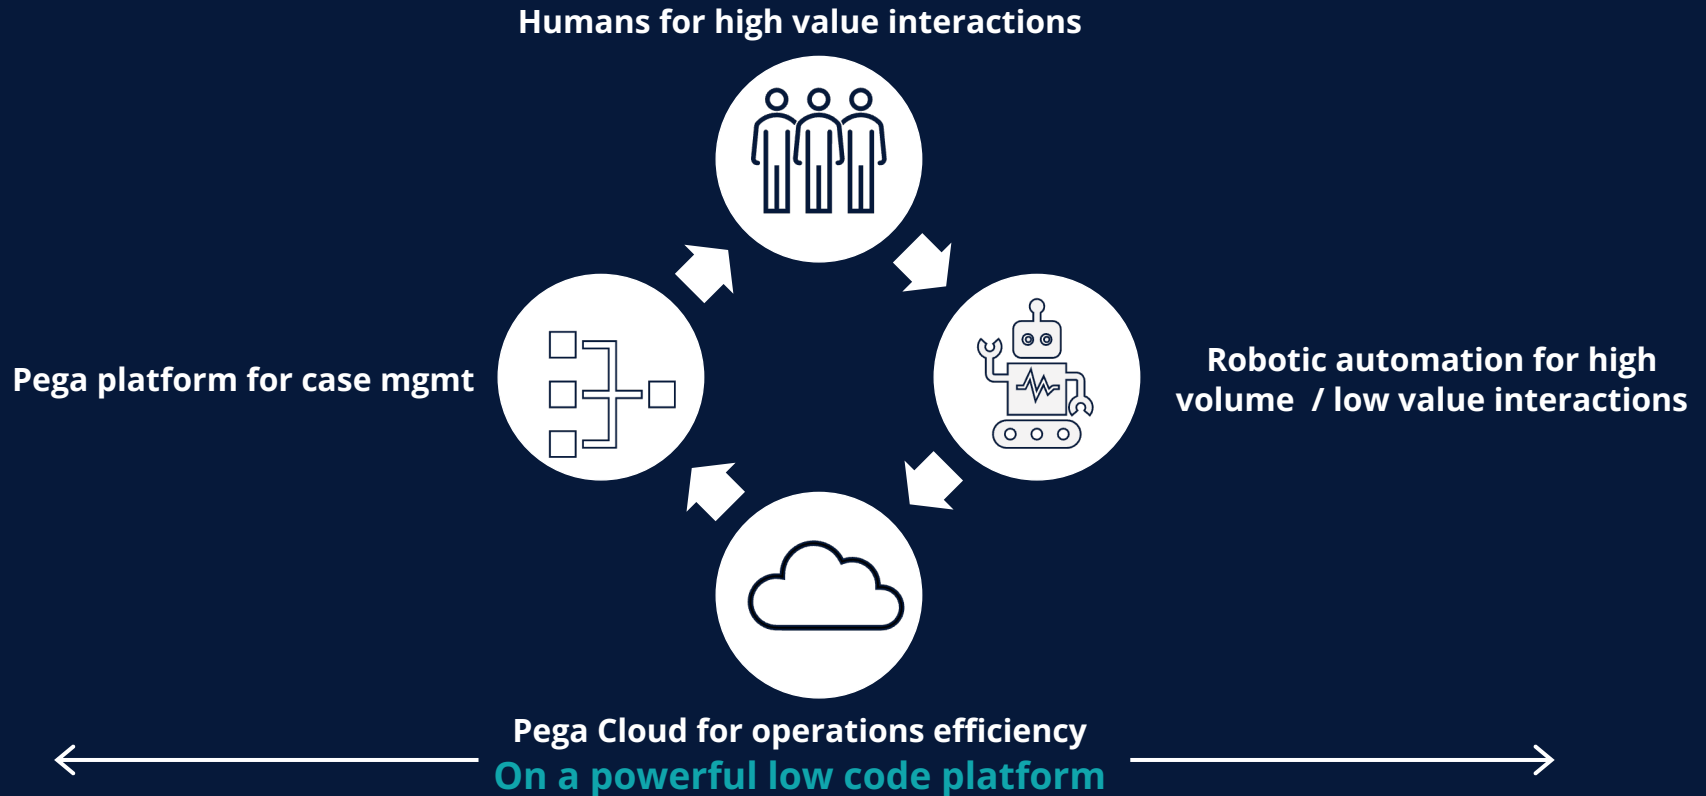 Humans for high value interactions
Pega platform for case mgmt
Robotic automation for high
volume / low value interactions
Pega Cloud for operations efficiency
On a powerful low code platform